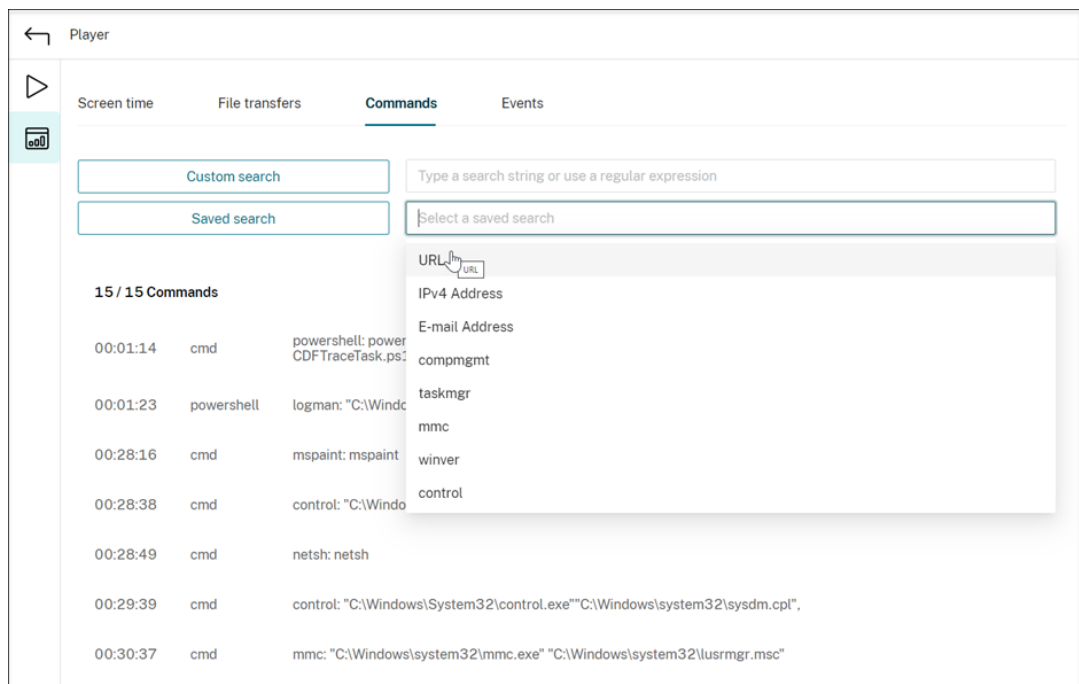 Player
Screen time File transfers Commands Events
Custom search Type a search string or use a regular expression
Saved search Select a saved search
URL URL
15 / 15 Commands IPv4 Address
E-mail Address
00:01:14 cmd powershell: power
CDFTraceTask.ps1
compmgmt
taskmgr
00:01:23 powershell logman: "C:\Windo
mmc
00:28:16 cmd mspaint: mspaint winver
control
00:28:38 cmd control: "C:\Windo
00:28:49 cmd netsh: netsh
00:29:39 cmd control: "C:\Windows\System32\control.exe""C:\Windows\system32\sysdm.cpl",
00:30:37 cmd mmc: "C:\Windows\system32\mmc.exe" "C:\Windows\system32\lusrmgr.msc"